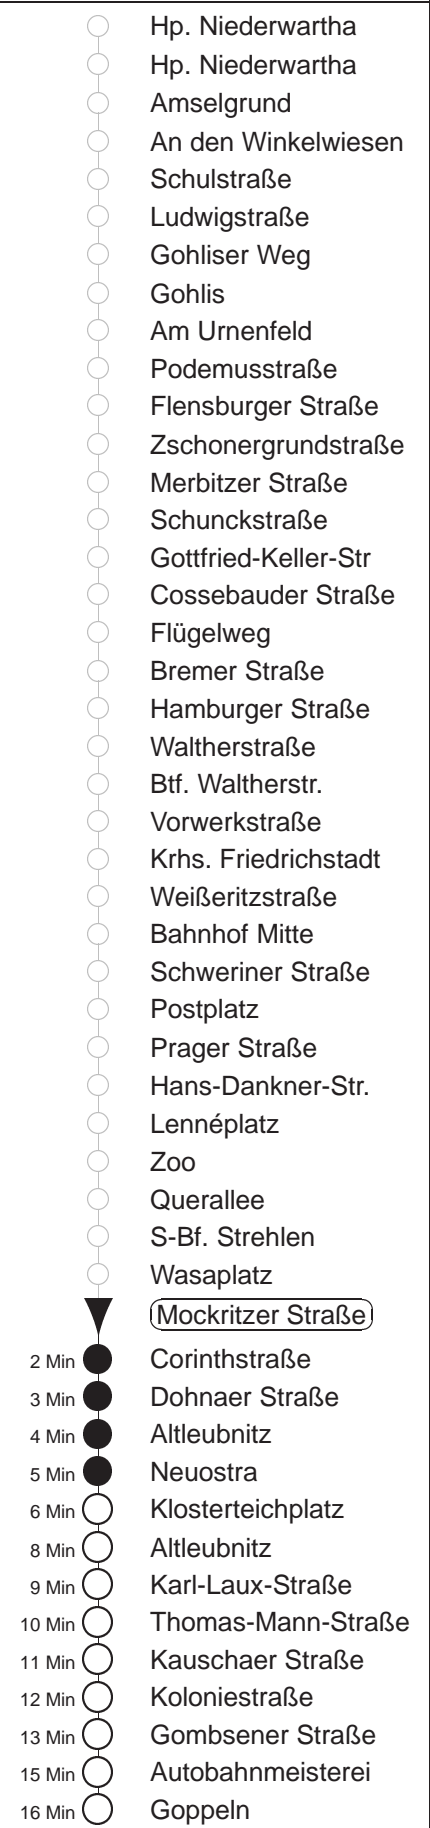 Hp. Niederwartha
Hp. Niederwartha
Amselgrund
An den Winkelwiesen
Schulstraße
Ludwigstraße
Gohliser Weg
Gohlis
Am Urnenfeld
Podemusstraße
Flensburger Straße
Zschonergrundstraße
Merbitzer Straße
Schunckstraße
Gottfried-Keller-Str
Cossebauder Straße
Flügelweg
Bremer Straße
Hamburger Straße
Waltherstraße
Btf. Waltherstr.
Vorwerkstraße
Krhs. Friedrichstadt
Weißeritzstraße
Bahnhof Mitte
Schweriner Straße
Postplatz
Prager Straße
Hans-Dankner-Str.
Lennéplatz
Zoo
Querallee
S-Bf. Strehlen
Wasaplatz
Mockritzer Straße
2 Min Corinthstraße
3 Min Dohnaer Straße
4 Min Altleubnitz
5 Min Neuostra
6 Min Klosterteichplatz
8 Min Altleubnitz
9 Min Karl-Laux-Straße
10 Min Thomas-Mann-Straße
11 Min Kauschaer Straße
12 Min Koloniestraße
13 Min Gombsener Straße
15 Min Autobahnmeisterei
16 Min Goppeln